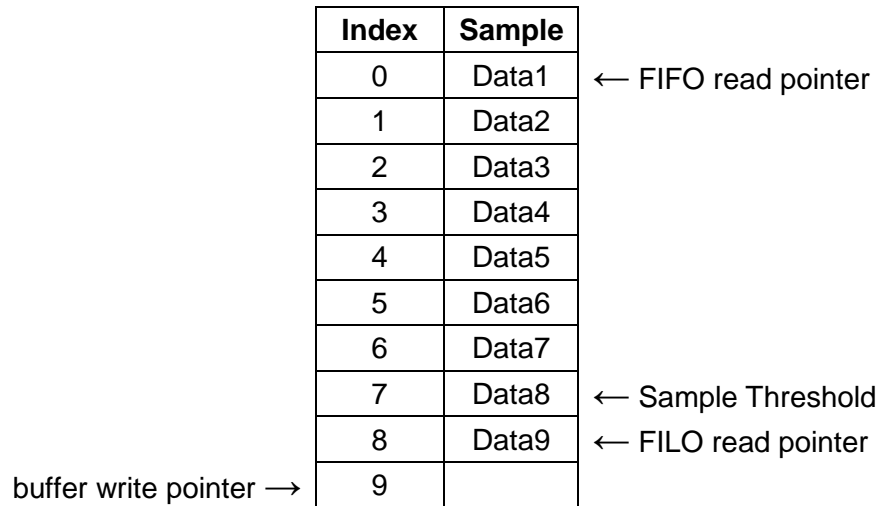 Index Sample
0 Data1 ← FIFO read pointer
1 Data2
2 Data3
3 Data4
4 Data5
5 Data6
6 Data7
7 Data8 ← Sample Threshold
8 Data9 ← FILO read pointer
buffer write pointer → 9